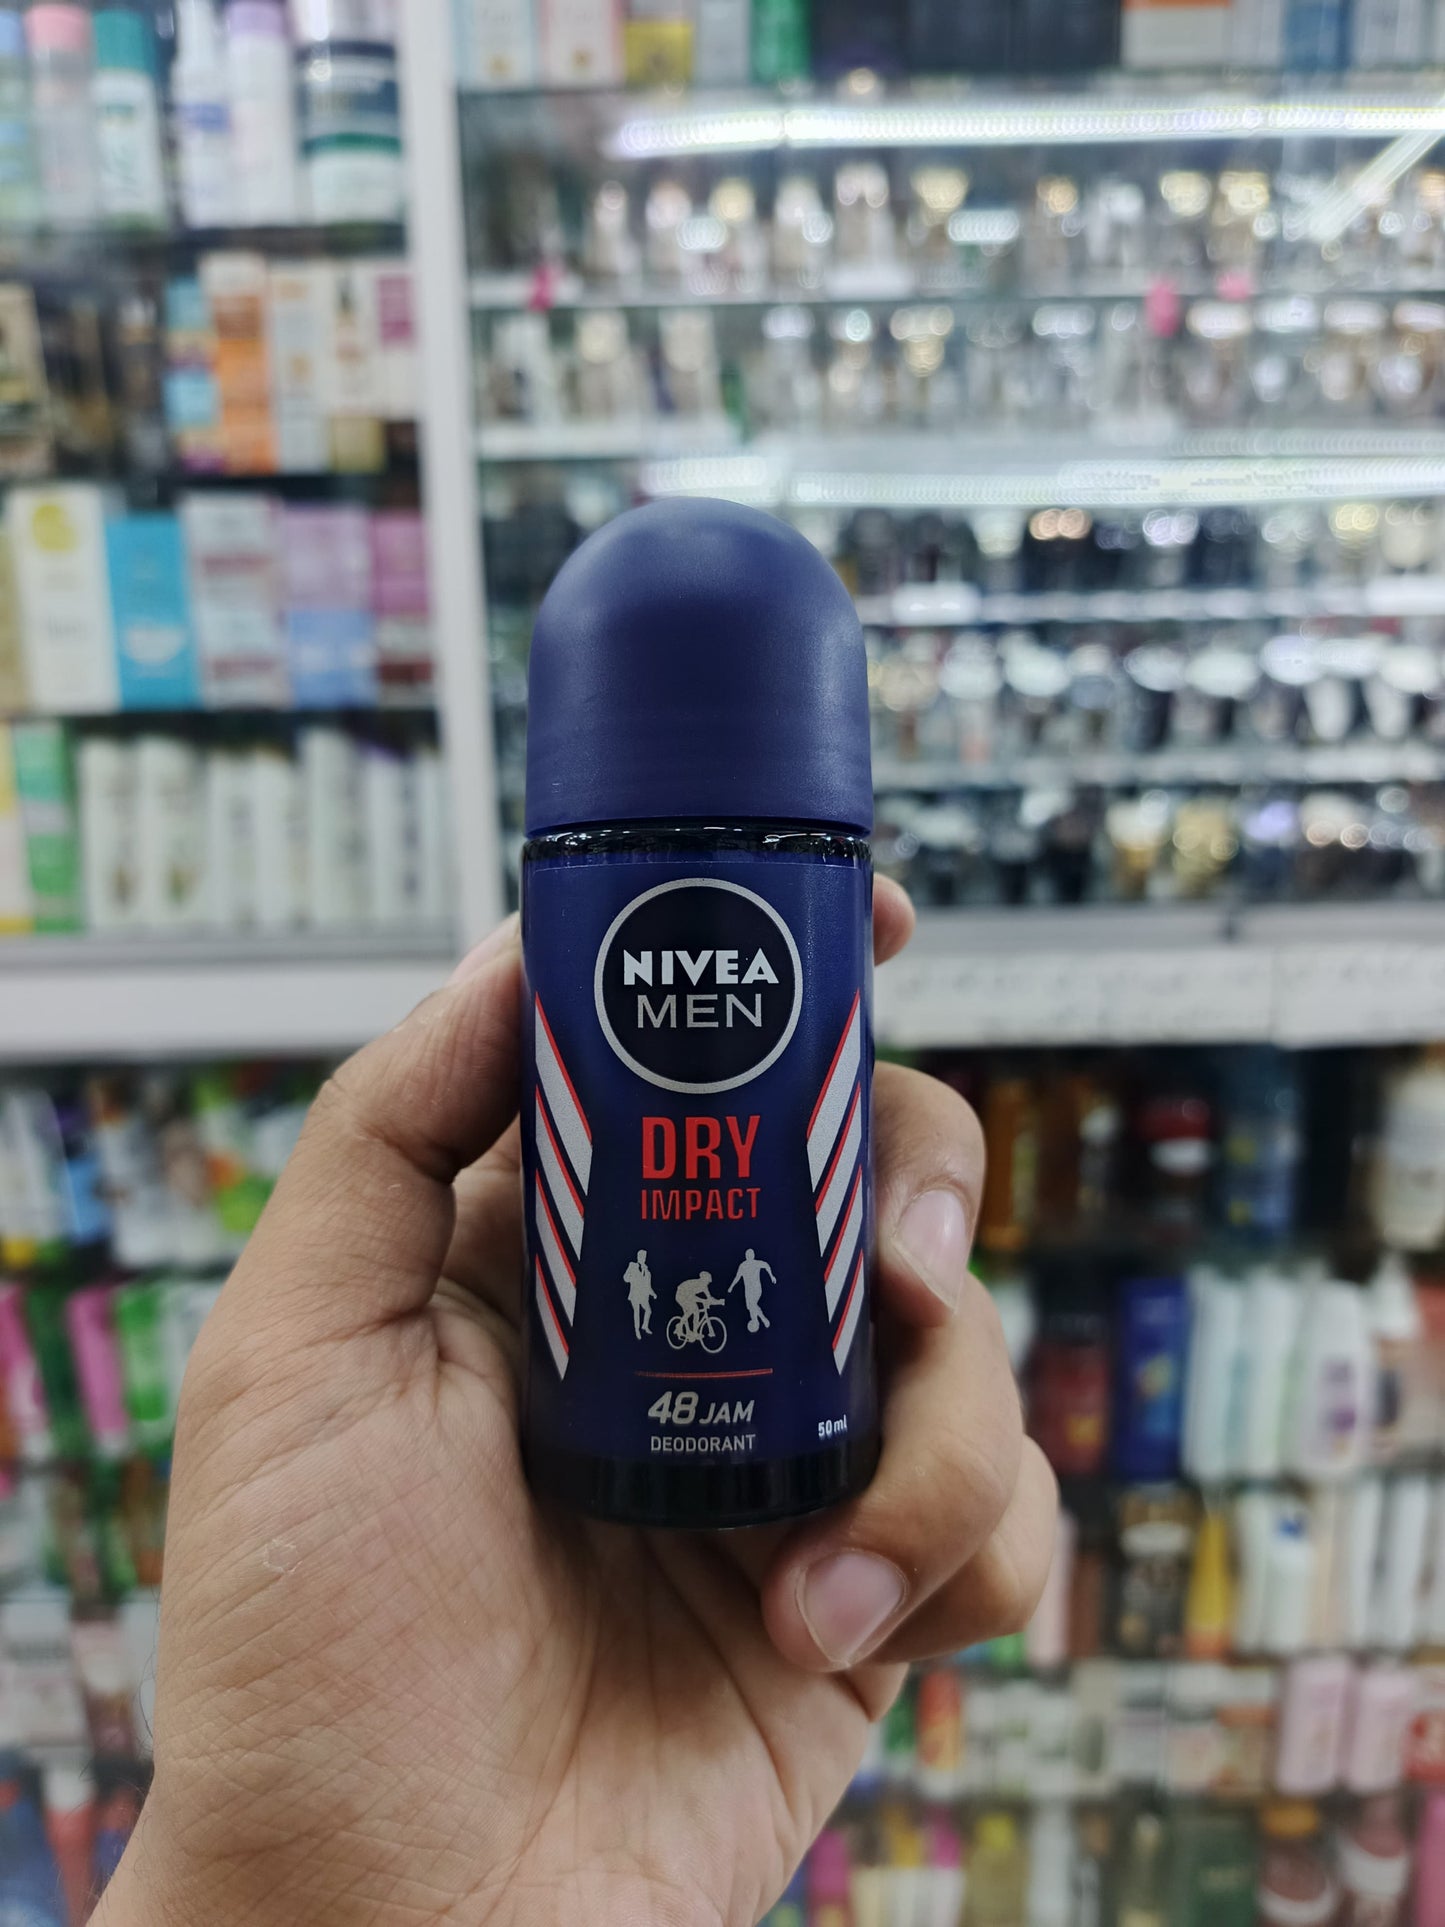 NIVEA
MEN
DRY
IMPACT
48 JAM
DEODORANT
50 ml